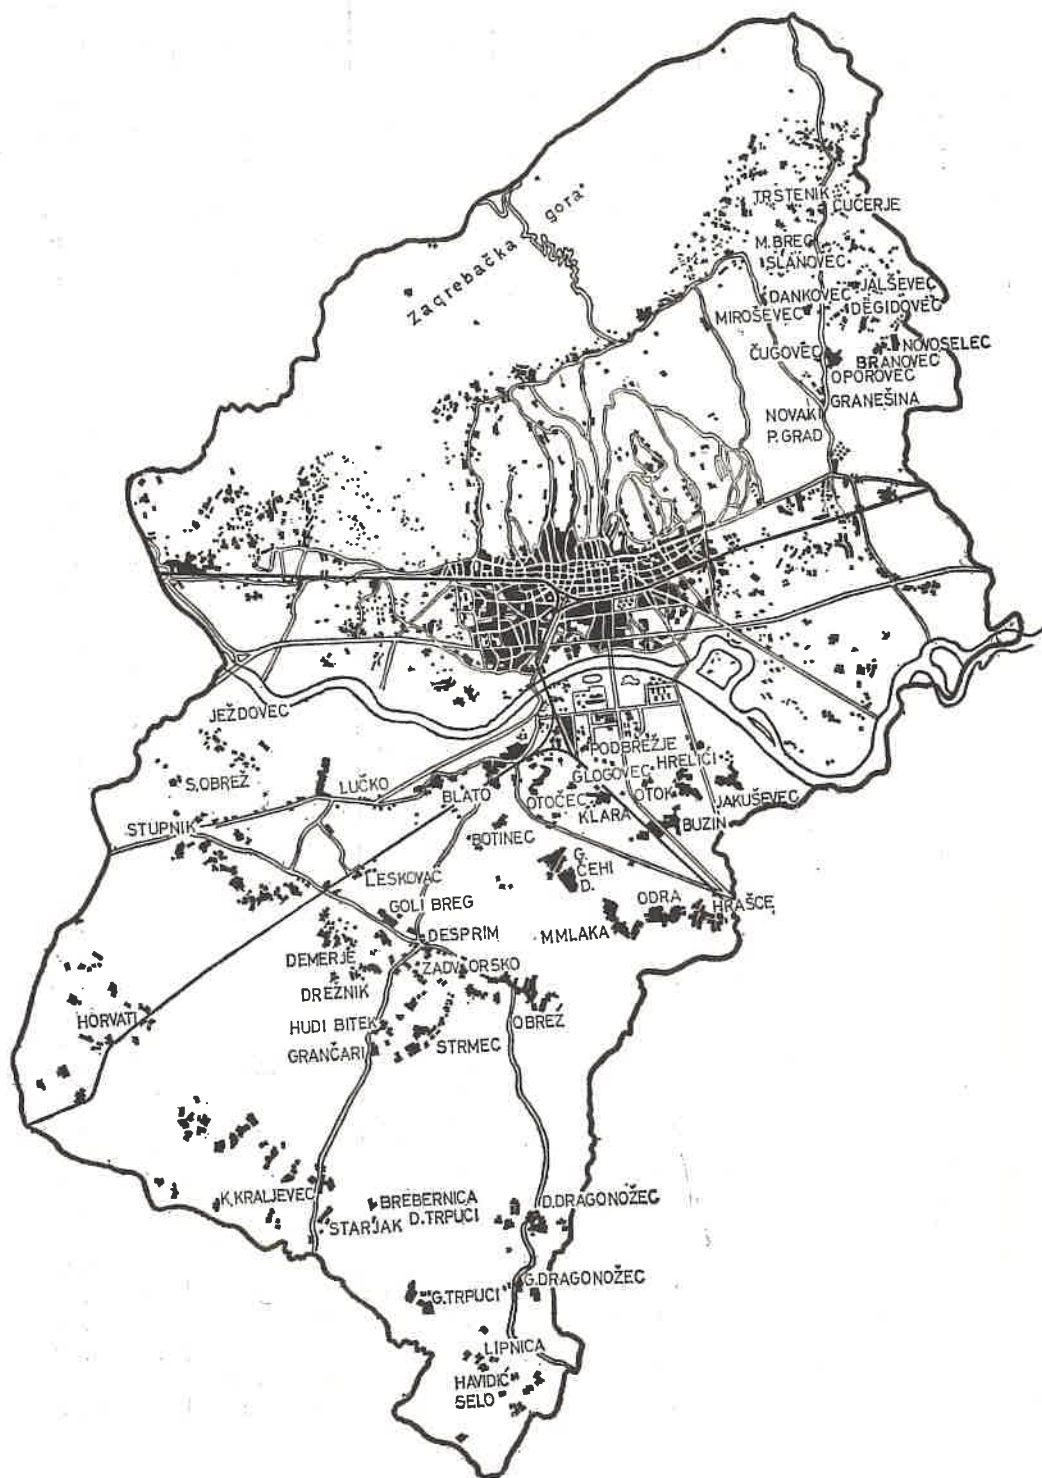 Zagrebačka gora
TRSTENIK
ČUČERJE
M.BREG
SLANOVEC
JALŠEVEC
DANKOVEC
DEGIDOVEC
MIROŠEVEC
NOVOSELEC
ČUGOVEC
BRANOVEC
OPOROVEC
GRANEŠINA
NOVAKI
P.GRAD
JEŽDOVEC
PODBREŽJE
HRELIĆI
GLOGOVEC
S.OBREŽ
LUČKO
BLATO
OTOČEC
OTOK
JAKUŠEVEC
KLARA
BUZIN
STUPNIK
BOTINEC
G.
ČEHI
D.
LESKOVAC
GOLI BREG
ODRA
HRAŠĆE
DESPRIM
M.MLAKA
DEMERJE
ZADVORSKO
DREŽNIK
HORVATI
HUDI BITEK
OBREŽ
GRANČARI
STRMEC
K.KRALJEVEC
BREBERNICA
D.DRAGONOŽEC
STARJAK
D.TRPUCI
G.DRAGONOŽEC
G.TRPUCI
LIPNICA
HAVIDIĆ
SELO